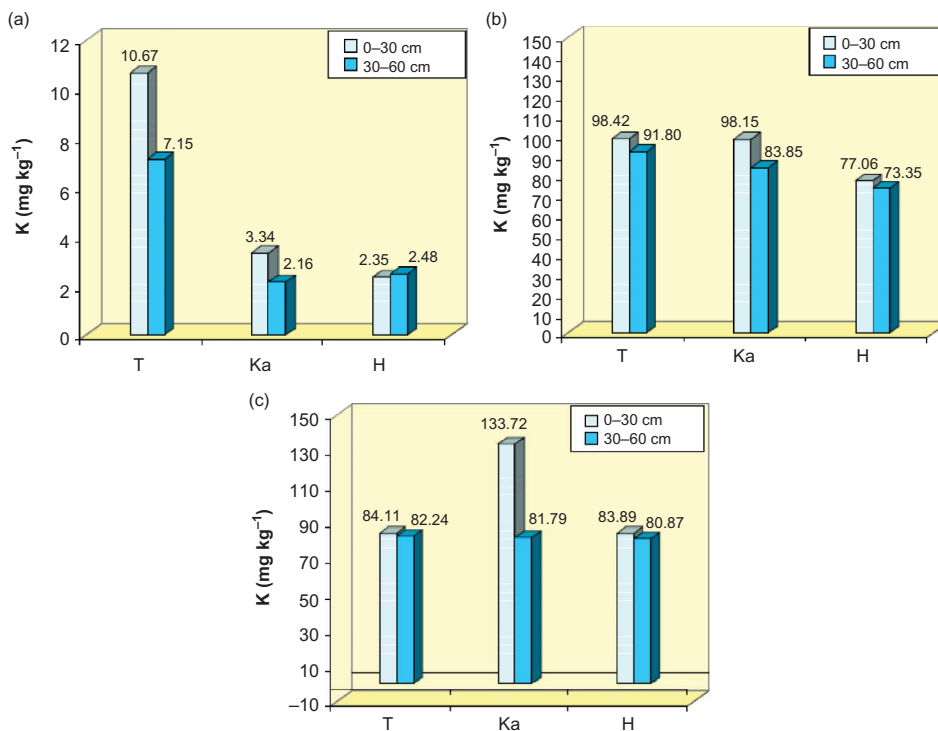 (a)
0–30 cm
30–60 cm
K (mg kg⁻¹)
12
10
8
6
4
2
0
10.67
7.15
3.34
2.16
2.35
2.48
T
Ka
H
(b)
0–30 cm
30–60 cm
K (mg kg⁻¹)
150
140
130
120
110
100
90
80
70
60
50
40
30
20
10
0
98.42
91.80
98.15
83.85
77.06
73.35
T
Ka
H
(c)
0–30 cm
30–60 cm
K (mg kg⁻¹)
150
130
110
90
70
50
30
10
–10
84.11
82.24
133.72
81.79
83.89
80.87
T
Ka
H